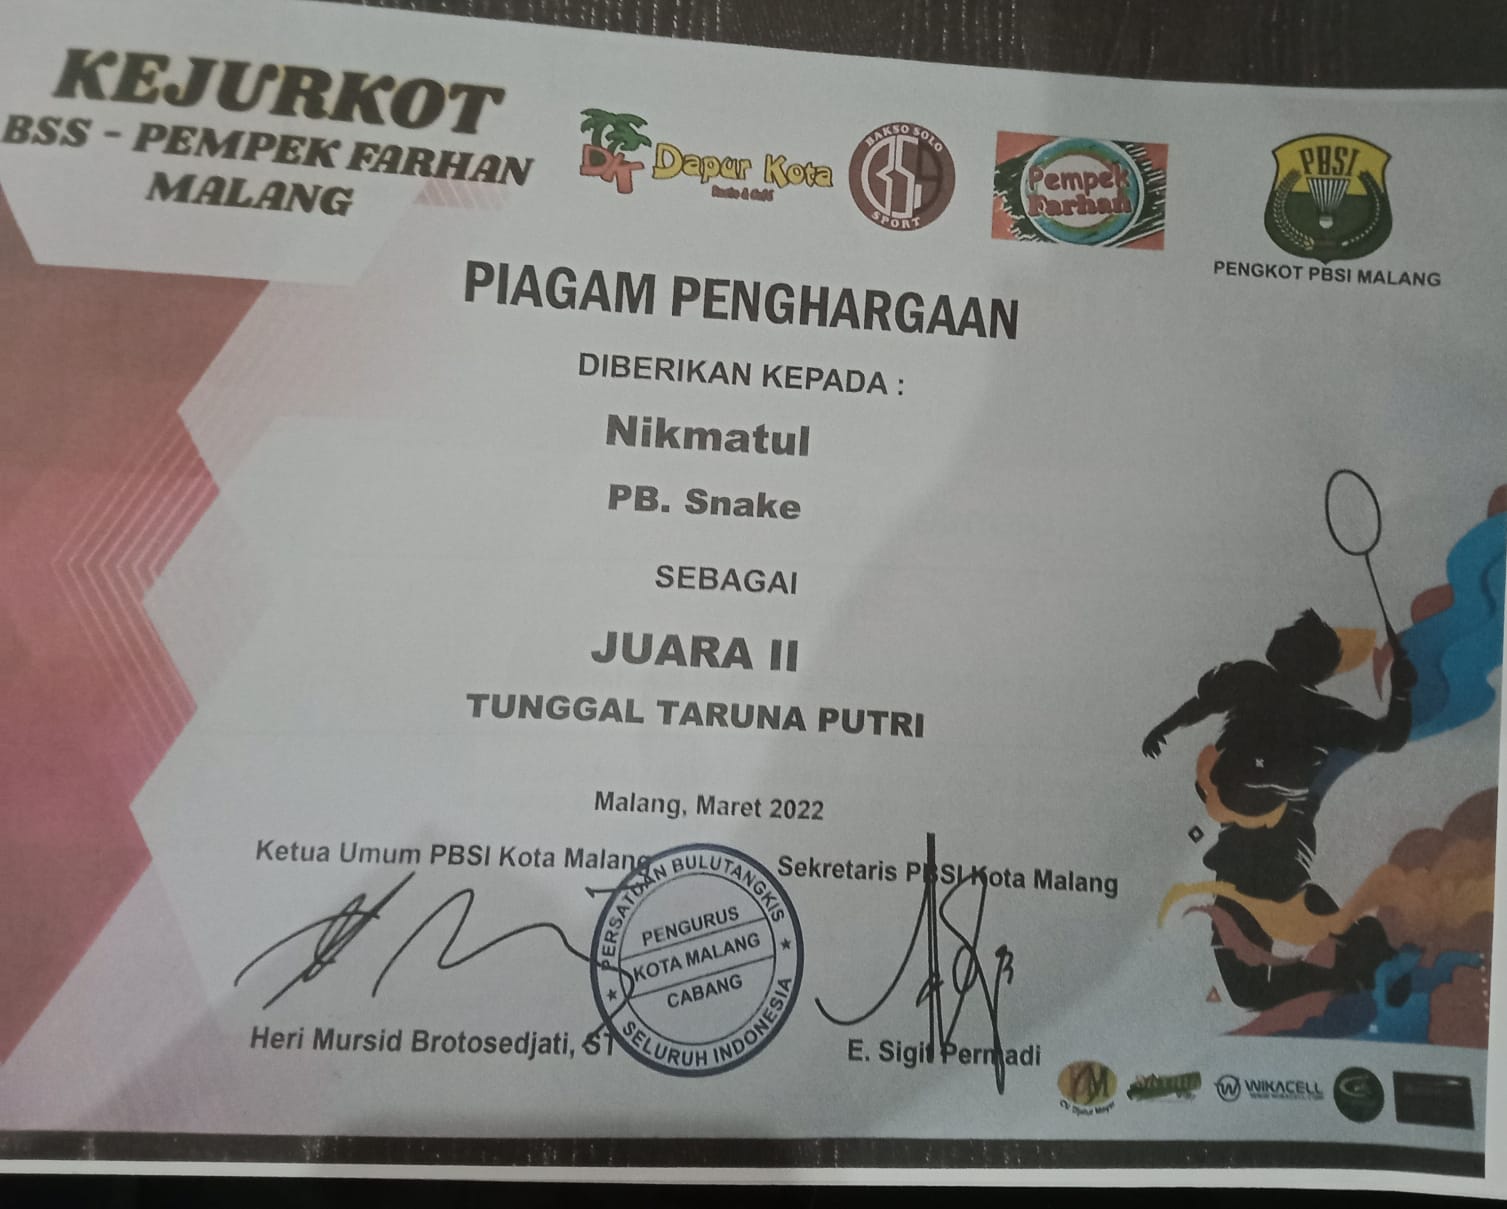 KEJURKOT
BSS - PEMPEK FARHAN
MALANG
DK Dapur Kota
BAKSO SOLO
BSS
SPORT
Pempek
Farhan
PBSI
PENGKOT PBSI MALANG
PIAGAM PENGHARGAAN
DIBERIKAN KEPADA :
Nikmatul
PB. Snake
SEBAGAI
JUARA II
TUNGGAL TARUNA PUTRI
Malang, Maret 2022
Ketua Umum PBSI Kota Malang
Sekretaris PBSI Kota Malang
PERSATUAN BULUTANGKIS
PENGURUS
KOTA MALANG
CABANG
SELURUH INDONESIA
Heri Mursid Brotosedjati, ST
E. Sigit Permadi
WIKACELL